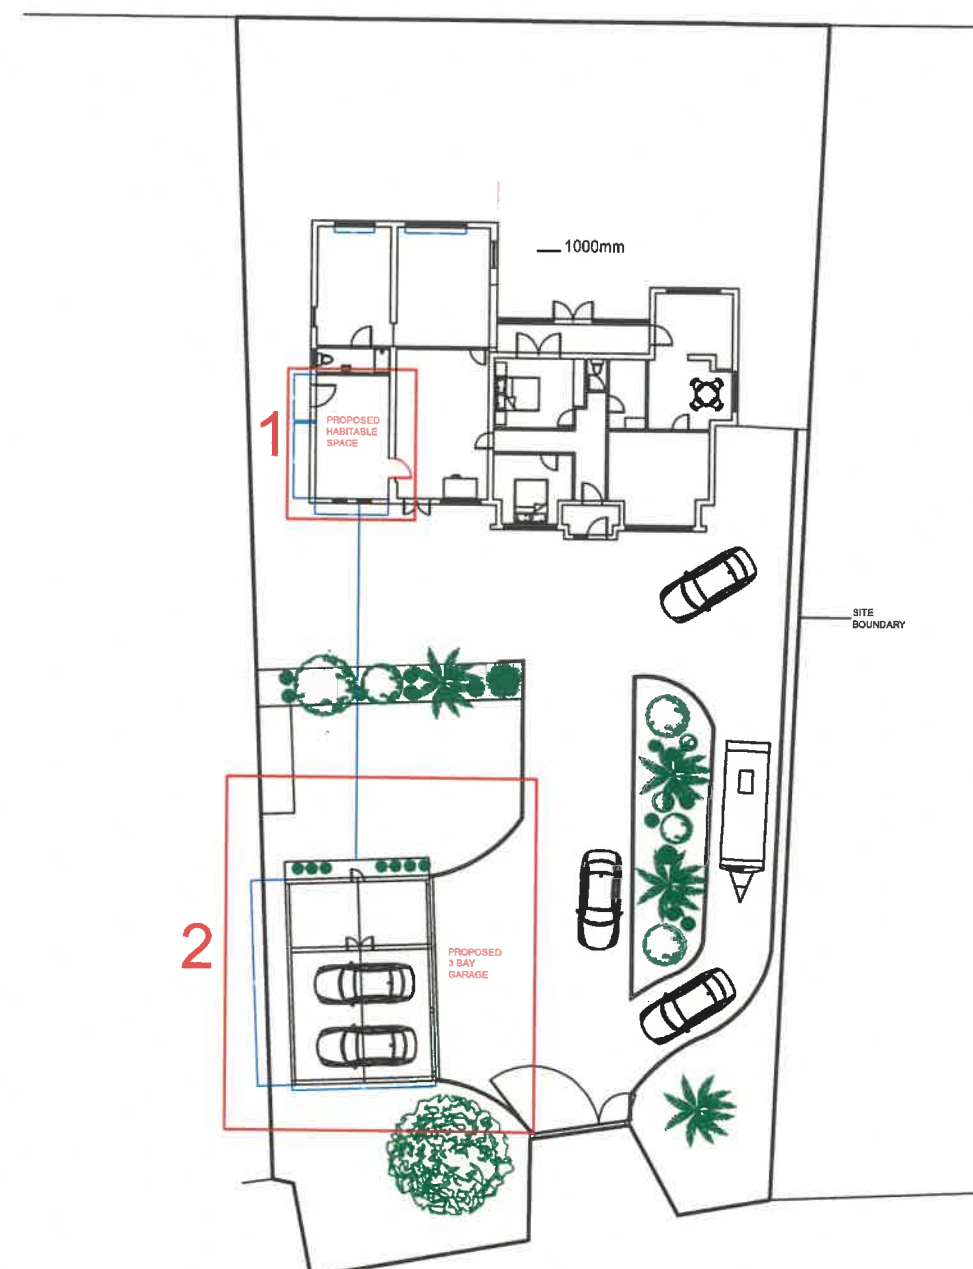 1000mm
1
PROPOSED
HABITABLE
SPACE
SITE
BOUNDARY
2
PROPOSED
3 BAY
GARAGE